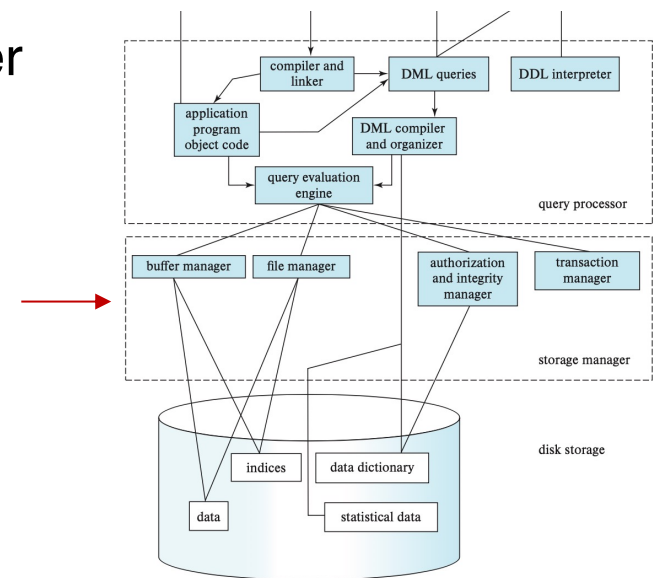 er
compiler and
linker
DML queries
DDL interpreter
application
program
object code
DML compiler
and organizer
query evaluation
engine
query processor
buffer manager
file manager
authorization
and integrity
manager
transaction
manager
storage manager
disk storage
indices
data dictionary
data
statistical data